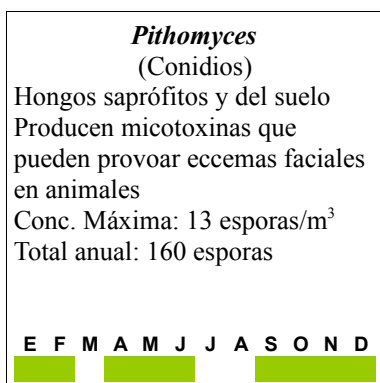 Pithomyces
(Conidios)
Hongos saprófitos y del suelo
Producen micotoxinas que
pueden provoar eccemas faciales
en animales
Conc. Máxima: 13 esporas/m³
Total anual: 160 esporas
E F M A M J J A S O N D